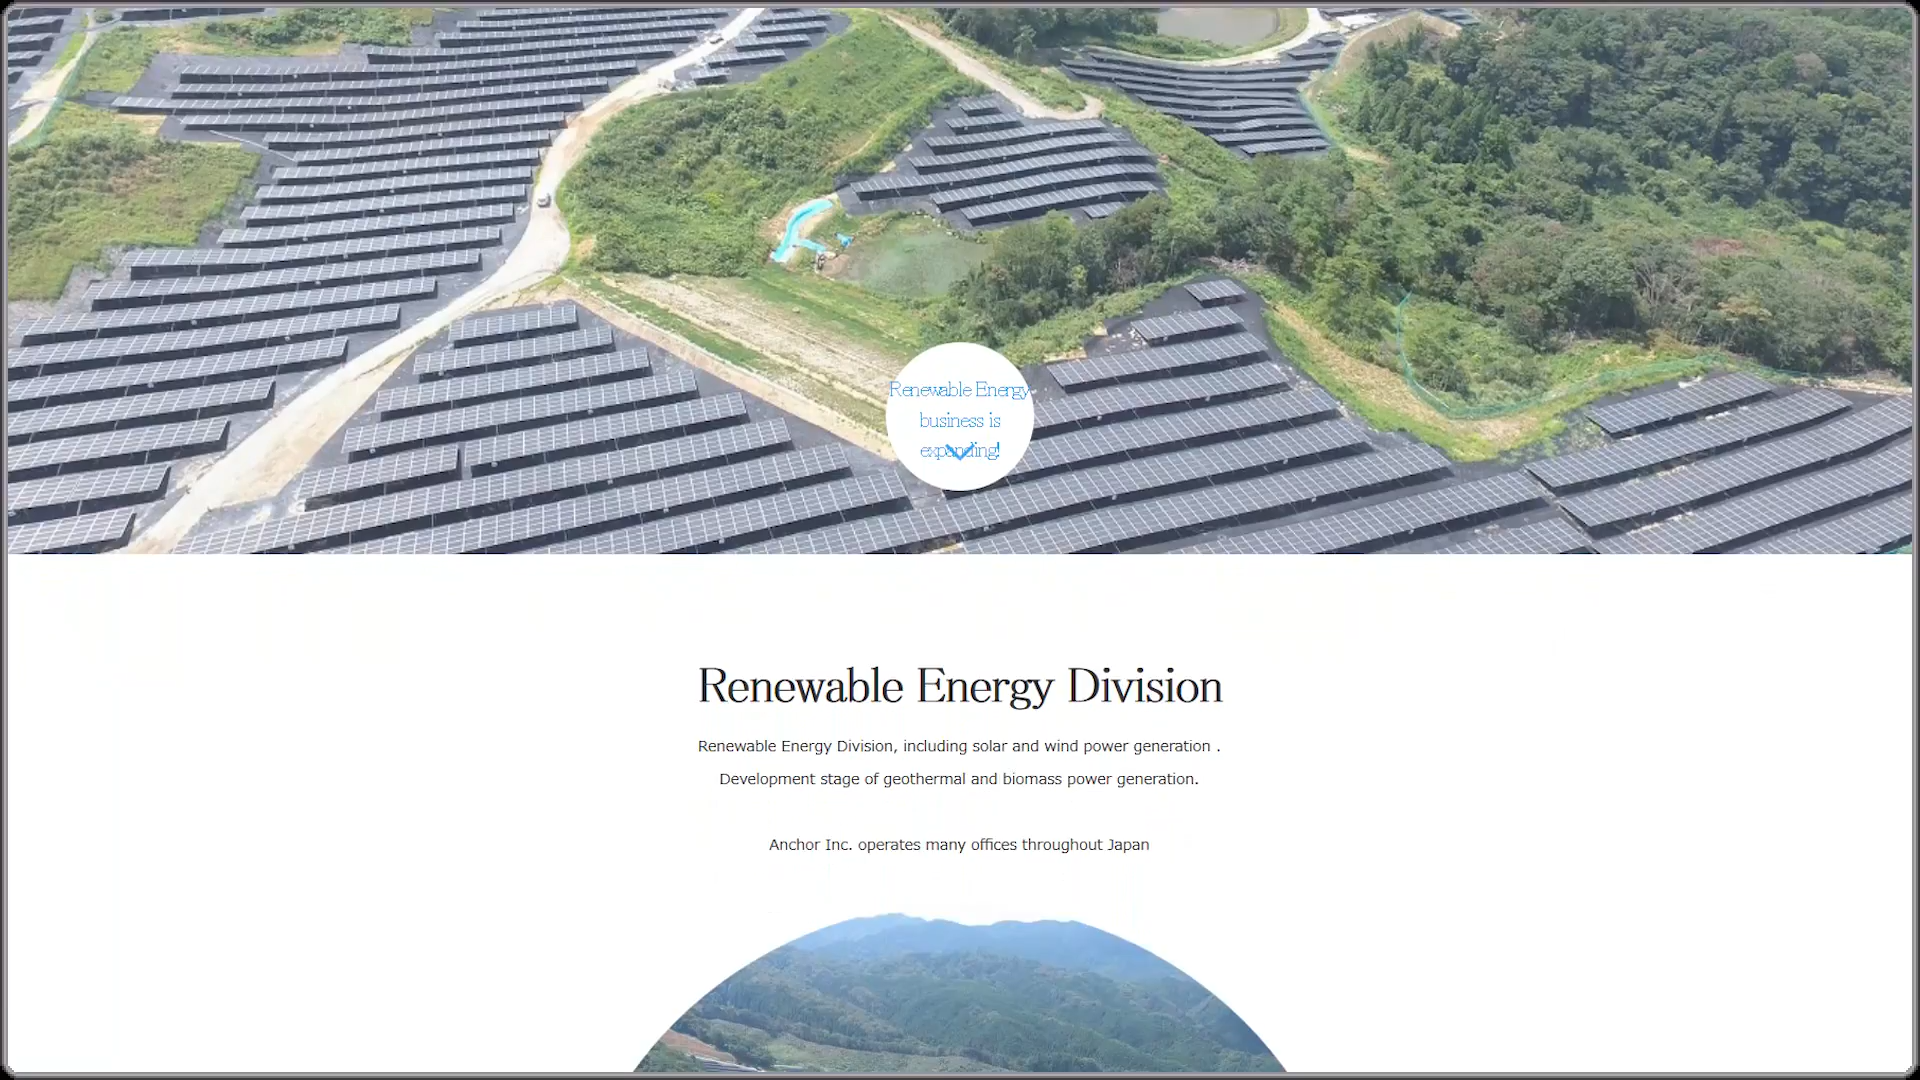 Renewable Energy
business is
expanding!
Renewable Energy Division
Renewable Energy Division, including solar and wind power generation .
Development stage of geothermal and biomass power generation.
Anchor Inc. operates many offices throughout Japan